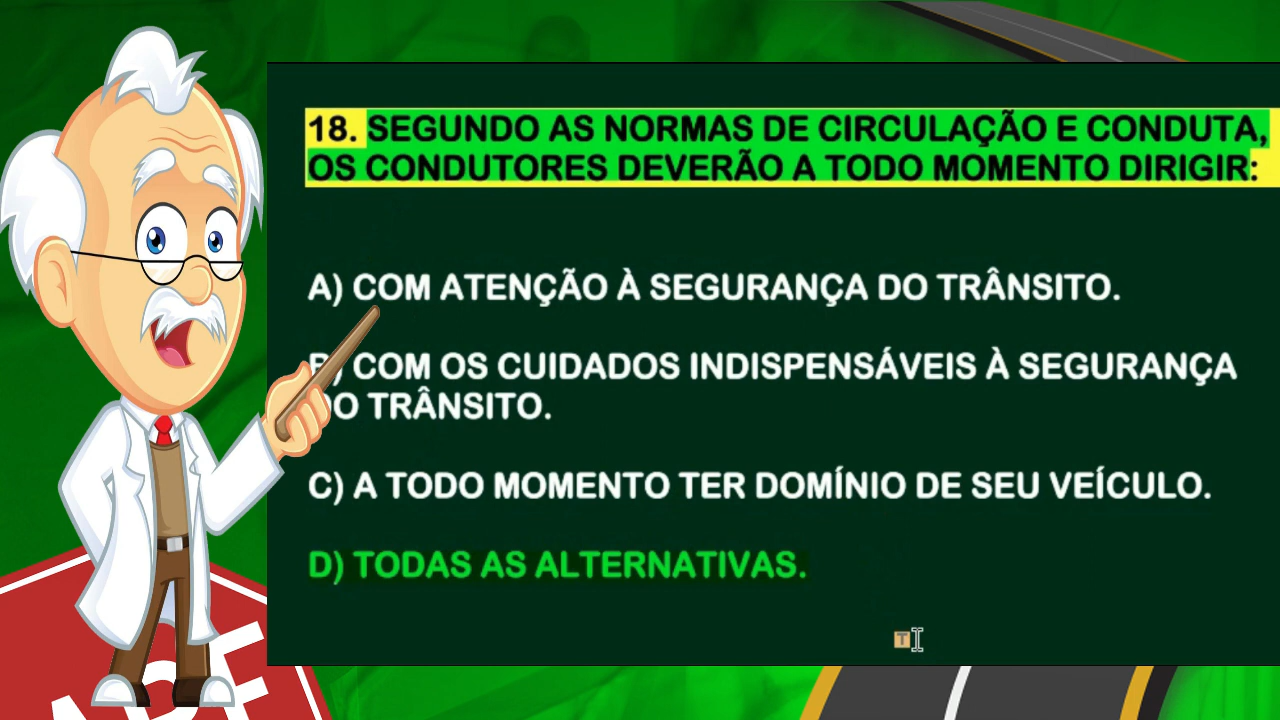 18. SEGUNDO AS NORMAS DE CIRCULAÇÃO E CONDUTA,
OS CONDUTORES DEVERÃO A TODO MOMENTO DIRIGIR:
A) COM ATENÇÃO À SEGURANÇA DO TRÂNSITO.
B) COM OS CUIDADOS INDISPENSÁVEIS À SEGURANÇA
DO TRÂNSITO.
C) A TODO MOMENTO TER DOMÍNIO DE SEU VEÍCULO.
D) TODAS AS ALTERNATIVAS.
T